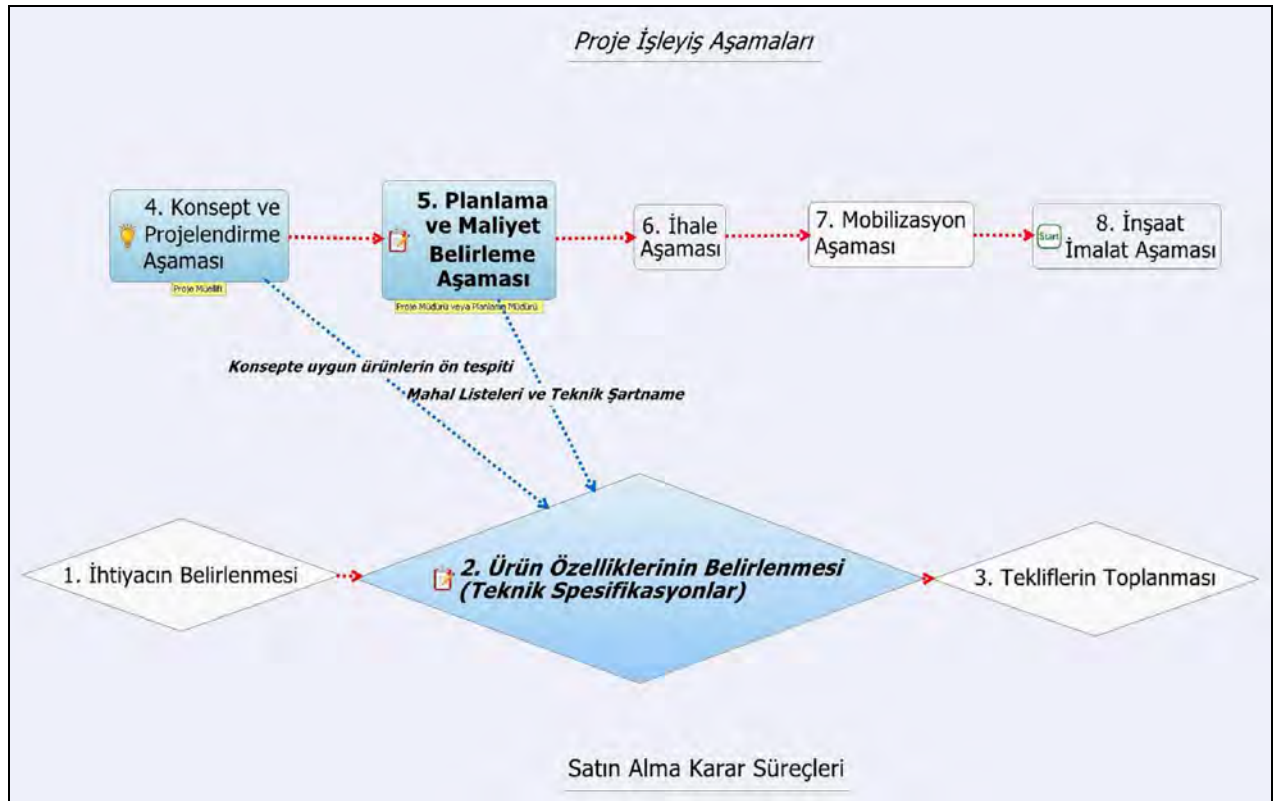 Proje İşleyiş Aşamaları
4. Konsept ve
Projelendirme
Aşaması
Proje Müellifi
5. Planlama
ve Maliyet
Belirleme
Aşaması
Proje Müdürü veya Planlama Müdürü
6. İhale
Aşaması
7. Mobilizasyon
Aşaması
Start
8. İnşaat
İmalat Aşaması
Konsepte uygun ürünlerin ön tespiti
Mahal Listeleri ve Teknik Şartname
1. İhtiyacın Belirlenmesi
2. Ürün Özelliklerinin Belirlenmesi
(Teknik Spesifikasyonlar)
3. Tekliflerin Toplanması
Satın Alma Karar Süreçleri